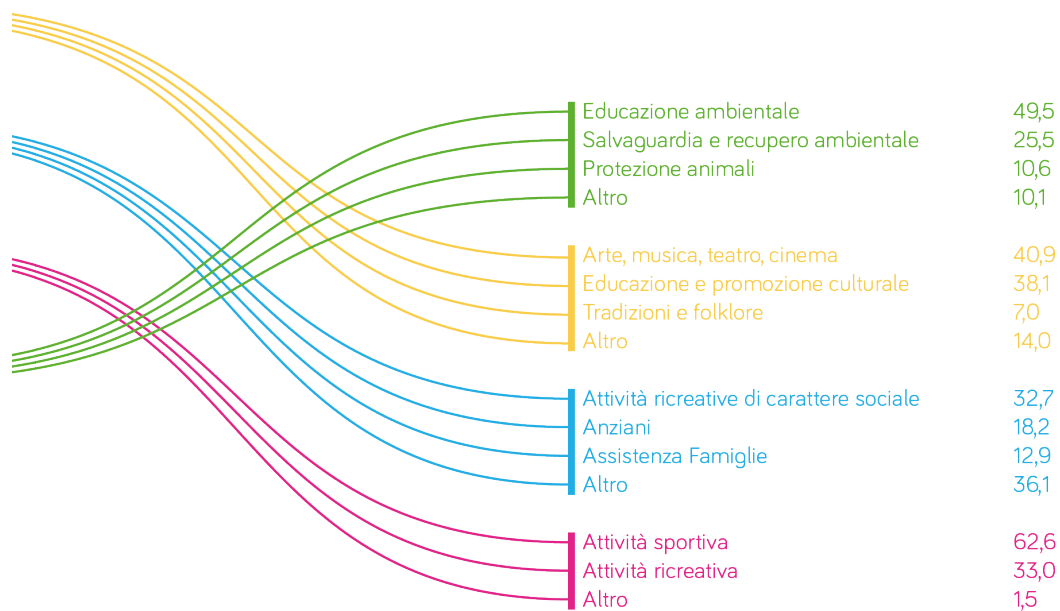 Educazione ambientale 49,5
Salvaguardia e recupero ambientale 25,5
Protezione animali 10,6
Altro 10,1
Arte, musica, teatro, cinema 40,9
Educazione e promozione culturale 38,1
Tradizioni e folklore 7,0
Altro 14,0
Attività ricreative di carattere sociale 32,7
Anziani 18,2
Assistenza Famiglie 12,9
Altro 36,1
Attività sportiva 62,6
Attività ricreativa 33,0
Altro 1,5